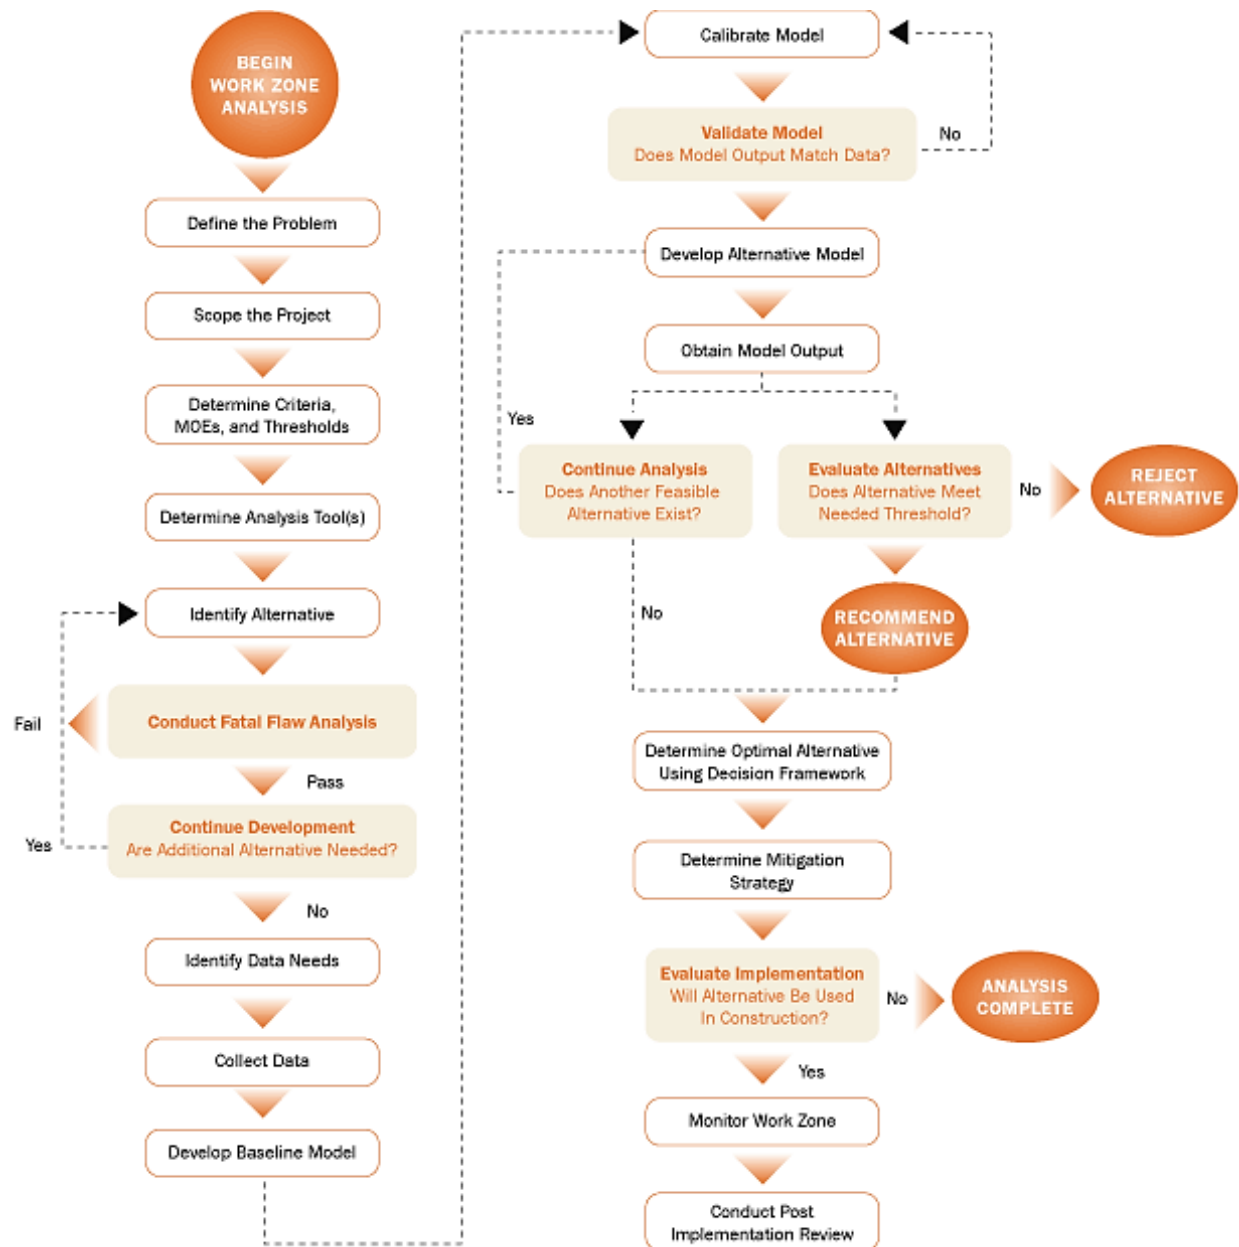 BEGIN
WORK ZONE
ANALYSIS
Define the Problem
Scope the Project
Determine Criteria,
MOEs, and Thresholds
Determine Analysis Tool(s)
Identify Alternative
Conduct Fatal Flaw Analysis
Fail
Pass
Continue Development
Are Additional Alternative Needed?
Yes
No
Identify Data Needs
Collect Data
Develop Baseline Model
Calibrate Model
Validate Model
Does Model Output Match Data?
No
Develop Alternative Model
Obtain Model Output
Yes
Continue Analysis
Does Another Feasible
Alternative Exist?
No
Evaluate Alternatives
Does Alternative Meet
Needed Threshold?
No
REJECT
ALTERNATIVE
RECOMMEND
ALTERNATIVE
Determine Optimal Alternative
Using Decision Framework
Determine Mitigation
Strategy
Evaluate Implementation
Will Alternative Be Used
In Construction?
No
ANALYSIS
COMPLETE
Yes
Monitor Work Zone
Conduct Post
Implementation Review